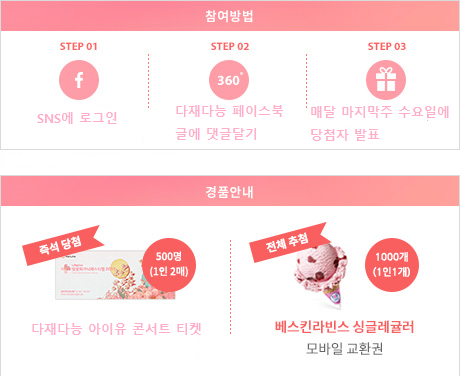 참여방법
STEP 01
STEP 02
STEP 03
f
360°
SNS에 로그인
다재다능 페이스북
글에 댓글달기
매달 마지막주 수요일에
당첨자 발표
경품안내
즉석 당첨
500명
(1인 2매)
다재다능 아이유 콘서트 티켓
전체 추첨
1000개
(1인1개)
베스킨라빈스 싱글레귤러
모바일 교환권